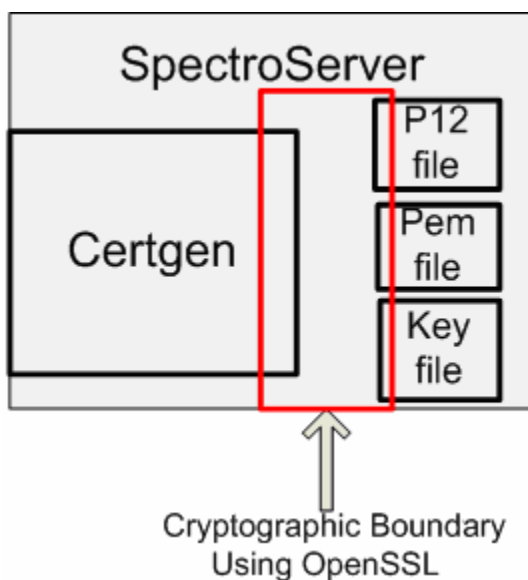 SpectroServer
Certgen
P12
file
Pem
file
Key
file
Cryptographic Boundary
Using OpenSSL